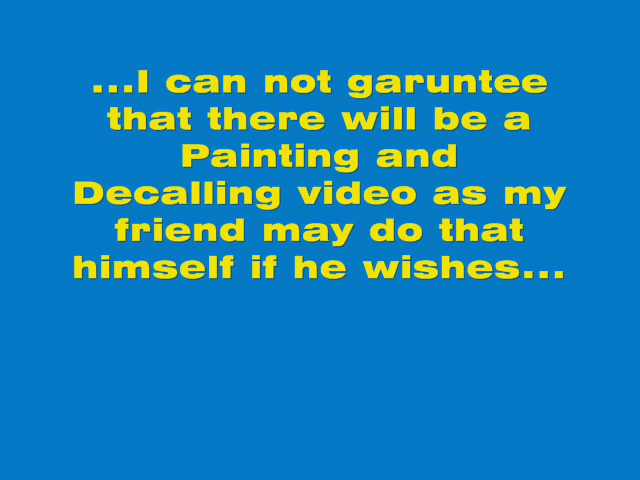 ...I can not garuntee
that there will be a
Painting and
Decalling video as my
friend may do that
himself if he wishes...